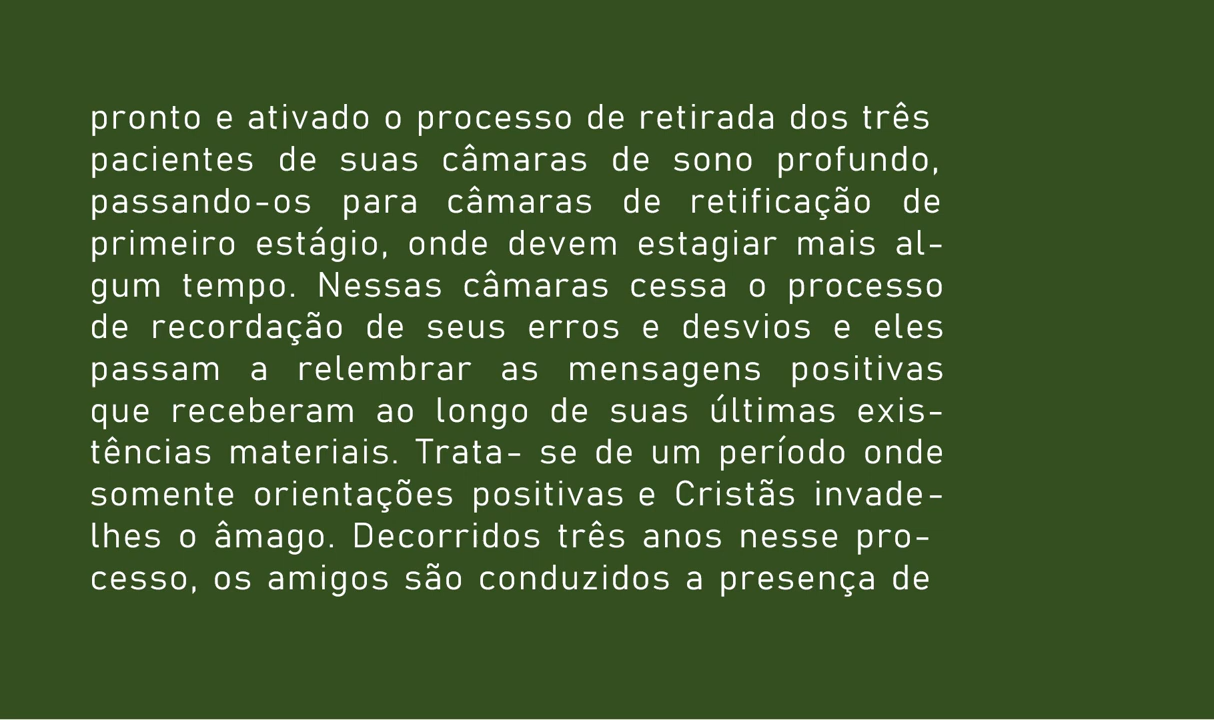 pronto e ativado o processo de retirada dos três
pacientes de suas câmaras de sono profundo,
passando-os para câmaras de retificação de
primeiro estágio, onde devem estagiar mais al-
gum tempo. Nessas câmaras cessa o processo
de recordação de seus erros e desvios e eles
passam a relembrar as mensagens positivas
que receberam ao longo de suas últimas exis-
tências materiais. Trata- se de um período onde
somente orientações positivas e Cristãs invade-
lhes o âmago. Decorridos três anos nesse pro-
cesso, os amigos são conduzidos a presença de